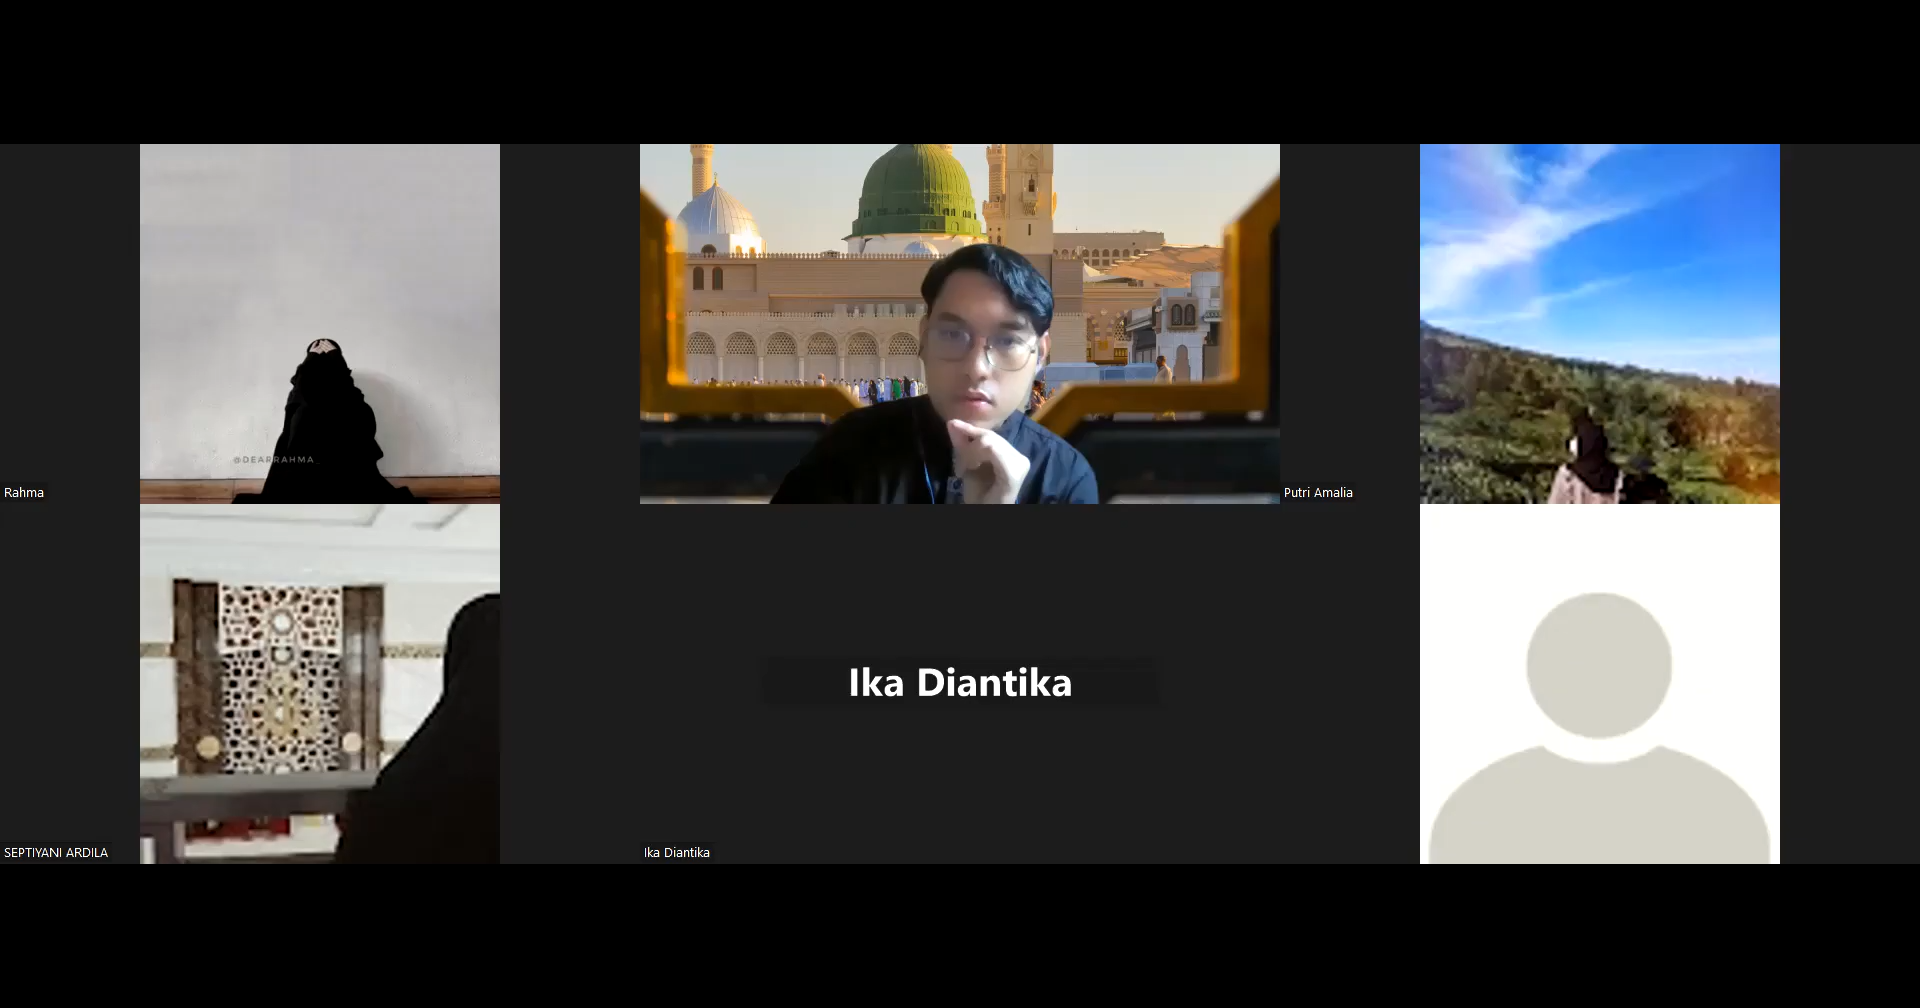 @DEARRAHMA
Rahma
Putri Amalia
Ika Diantika
SEPTIYANI ARDILA
Ika Diantika